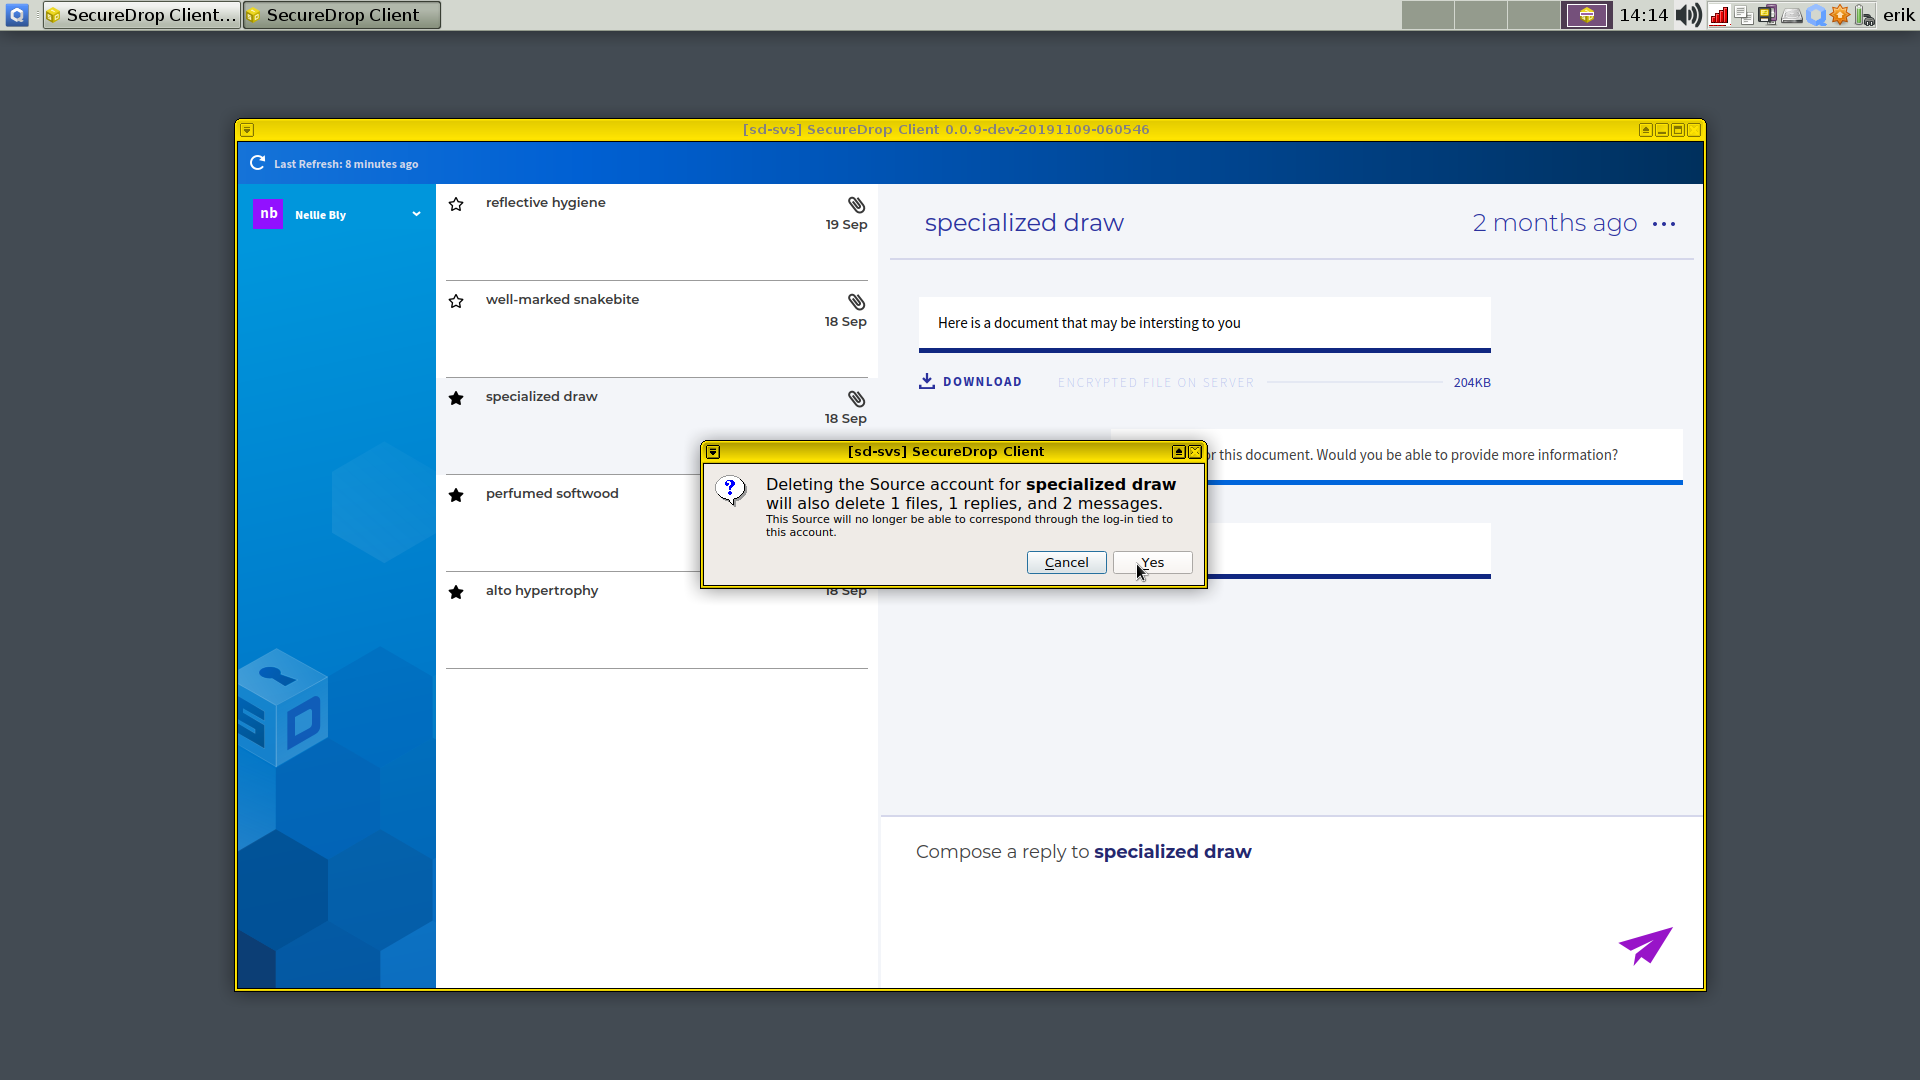 SecureDrop Client...
SecureDrop Client
14:14
erik
[sd-svs] SecureDrop Client 0.0.9-dev-20191109-060546
Last Refresh: 8 minutes ago
nb
Nellie Bly
reflective hygiene
19 Sep
well-marked snakebite
18 Sep
specialized draw
18 Sep
perfumed softwood
alto hypertrophy
18 Sep
specialized draw
2 months ago
Here is a document that may be intersting to you
DOWNLOAD
ENCRYPTED FILE ON SERVER
204KB
this document. Would you be able to provide more information?
[sd-svs] SecureDrop Client
?
Deleting the Source account for specialized draw
will also delete 1 files, 1 replies, and 2 messages.
This Source will no longer be able to correspond through the log-in tied to
this account.
Cancel
Yes
SD
Compose a reply to specialized draw